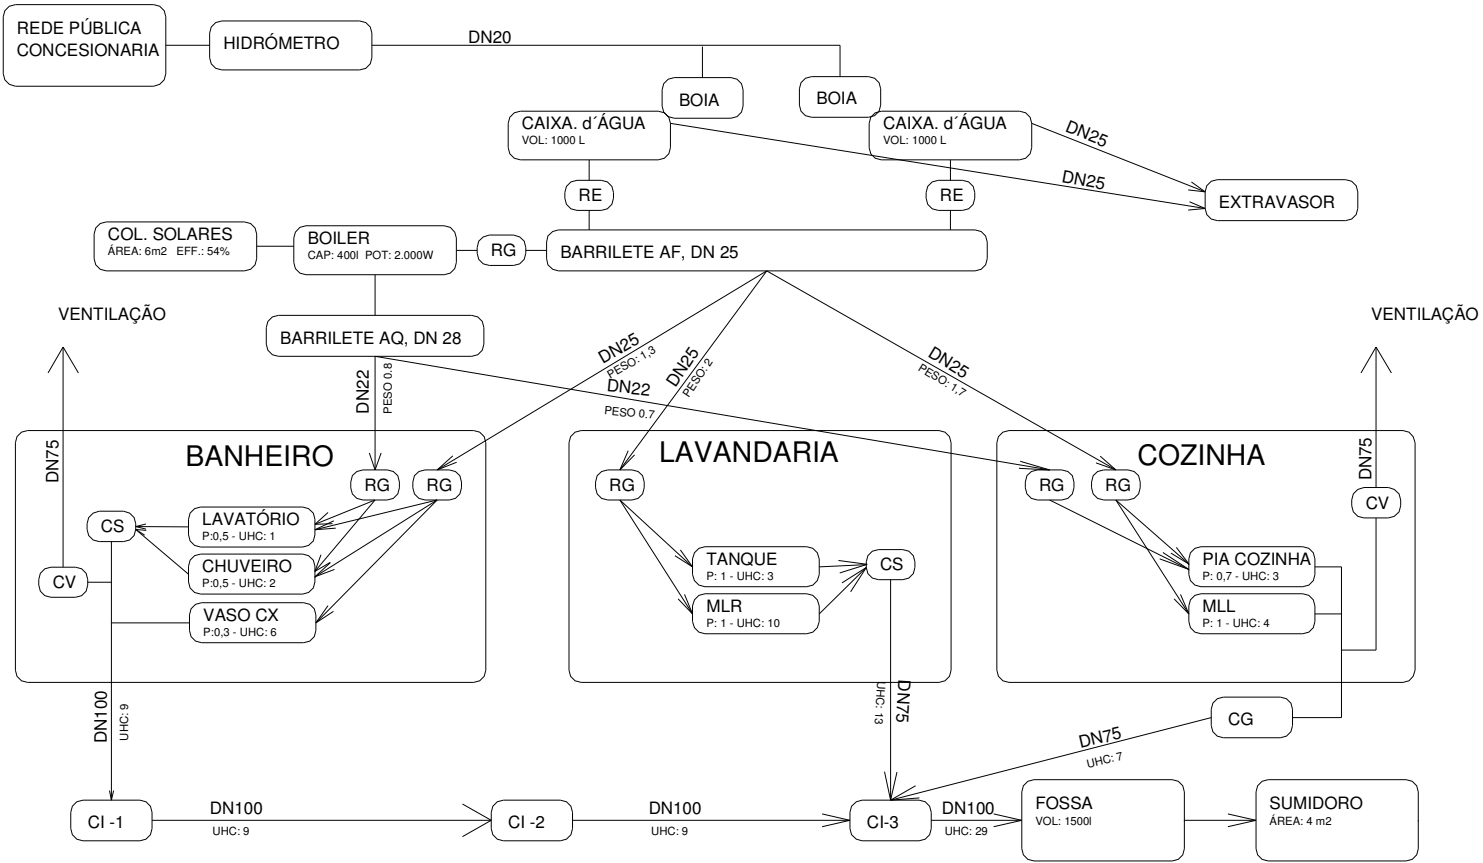 REDE PÚBLICA
CONCESIONARIA
HIDRÓMETRO
DN20
BOIA
BOIA
CAIXA. d´ÁGUA
VOL: 1000 L
CAIXA. d´ÁGUA
VOL: 1000 L
DN25
DN25
RE
RE
EXTRAVASOR
COL. SOLARES
ÁREA: 6m2 EFF.: 54%
BOILER
CAP: 400l POT: 2.000W
RG
BARRILETE AF, DN 25
VENTILAÇÃO
VENTILAÇÃO
BARRILETE AQ, DN 28
DN25
PESO: 1,3
DN25
PESO: 2
DN25
PESO: 1,7
DN22
PESO 0.8
DN22
PESO 0.7
DN75
BANHEIRO
RG
RG
CS
LAVATÓRIO
P:0,5 - UHC: 1
CHUVEIRO
P:0,5 - UHC: 2
CV
VASO CX
P:0,3 - UHC: 6
LAVANDARIA
RG
TANQUE
P: 1 - UHC: 3
CS
MLR
P: 1 - UHC: 10
COZINHA
DN75
RG
RG
CV
PIA COZINHA
P: 0,7 - UHC: 3
MLL
P: 1 - UHC: 4
DN100
UHC: 9
DN75
UHC: 13
CG
DN75
UHC: 7
CI -1
DN100
UHC: 9
CI -2
DN100
UHC: 9
CI-3
DN100
UHC: 29
FOSSA
VOL: 1500l
SUMIDORO
ÁREA: 4 m2